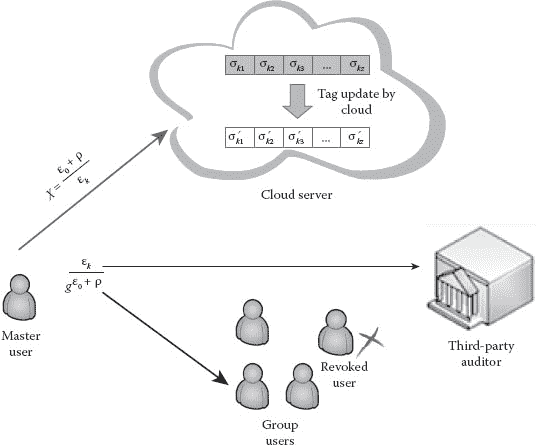 σk1 σk2 σk3 ... σkz
Tag update by
cloud
σ′k1 σ′k2 σ′k3 ... σ′kz
Cloud server
χ = (ε0 + ρ) / εk
εk
gε0 + ρ
Master
user
Revoked
user
Third-party
auditor
Group
users